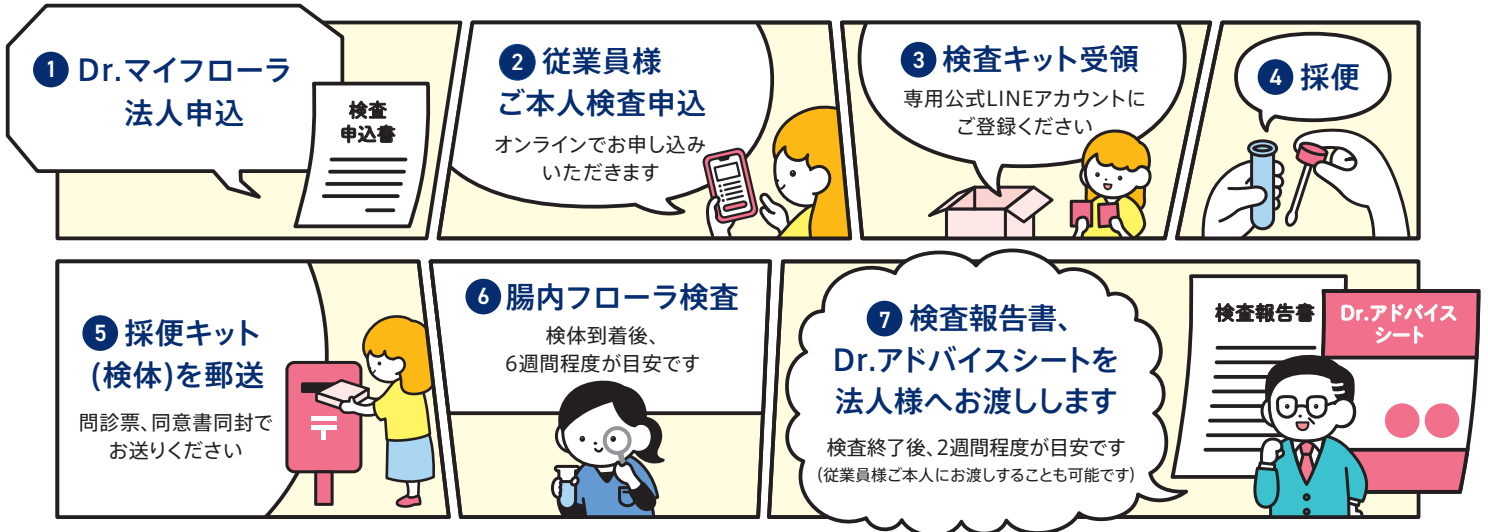 1 Dr.マイフローラ
法人申込
検査
申込書
2 従業員様
ご本人検査申込
オンラインでお申し込み
いただきます
3 検査キット受領
専用公式LINEアカウントに
ご登録ください
4 採便
5 採便キット
(検体)を郵送
問診票、同意書同封で
お送りください
〒
6 腸内フローラ検査
検体到着後、
6週間程度が目安です
7 検査報告書、
Dr.アドバイスシートを
法人様へお渡しします
検査終了後、2週間程度が目安です
(従業員様ご本人にお渡しすることも可能です)
検査報告書
Dr.アドバイス
シート